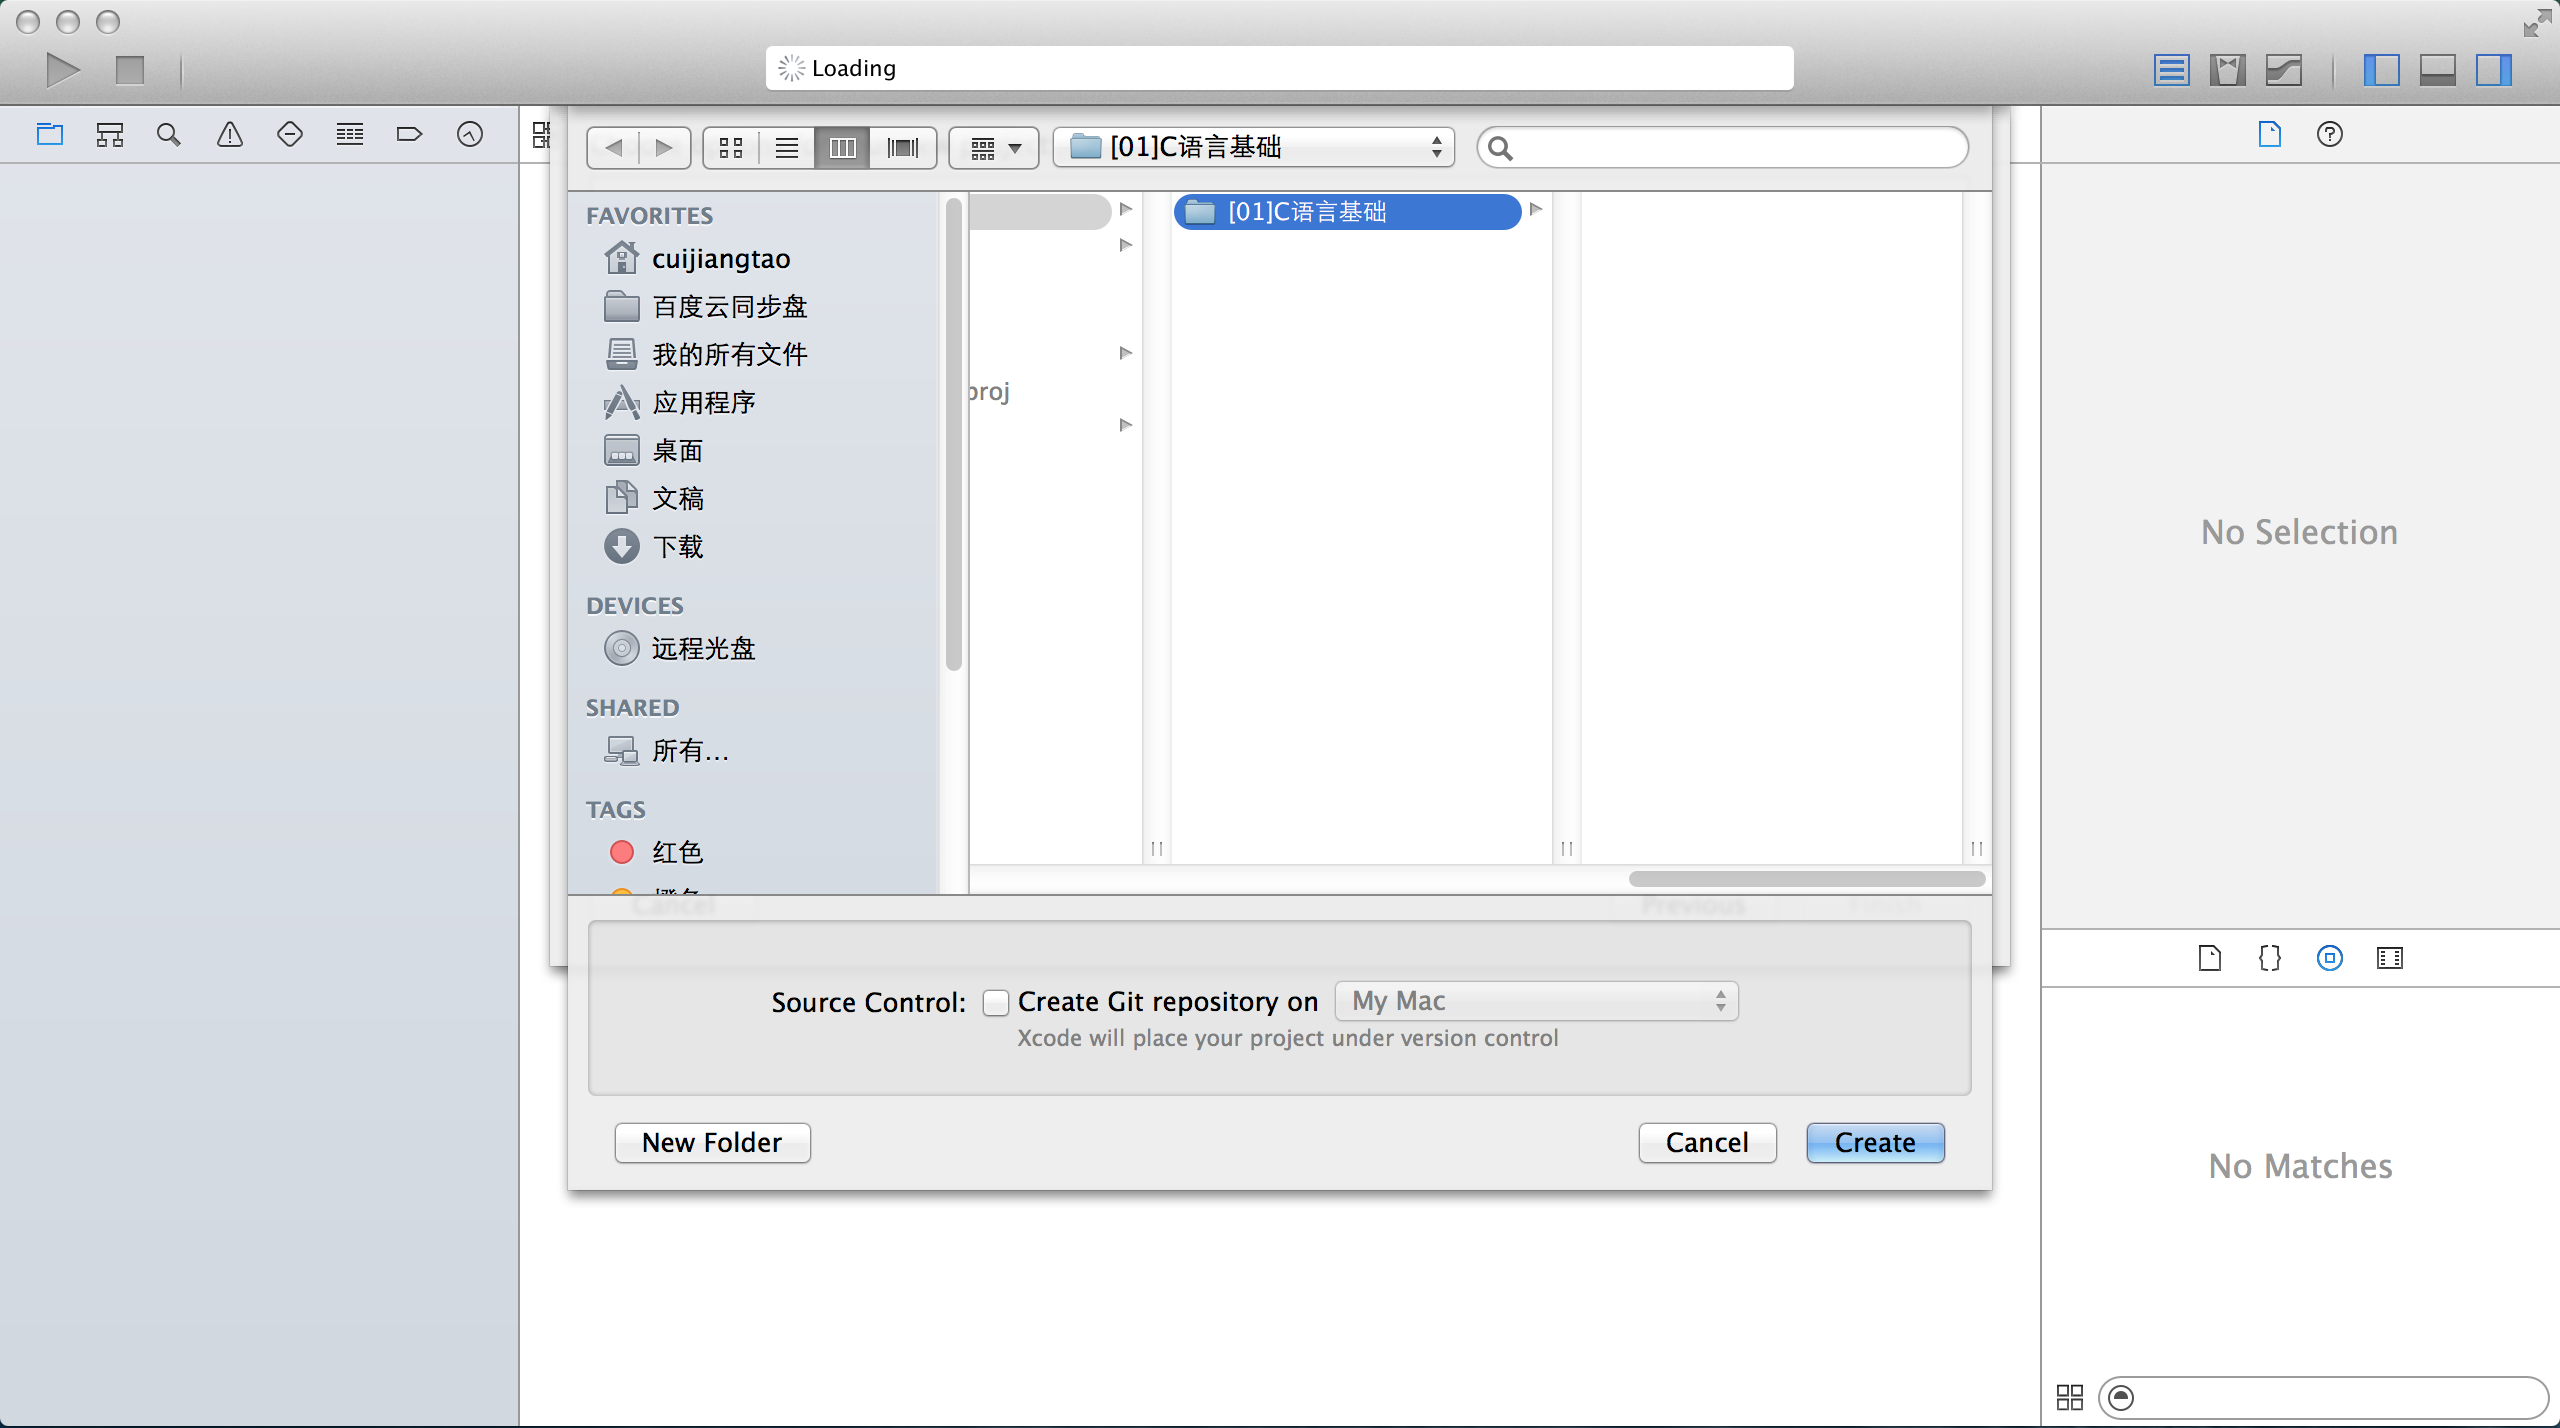 Loading
[01]C语言基础
FAVORITES
[01]C语言基础
cuijiangtao
百度云同步盘
我的所有文件
proj
应用程序
桌面
文稿
下载
No Selection
DEVICES
远程光盘
SHARED
所有...
TAGS
红色
Cancel
Previous
Finish
Source Control: Create Git repository on My Mac
Xcode will place your project under version control
New Folder
Cancel
Create
No Matches